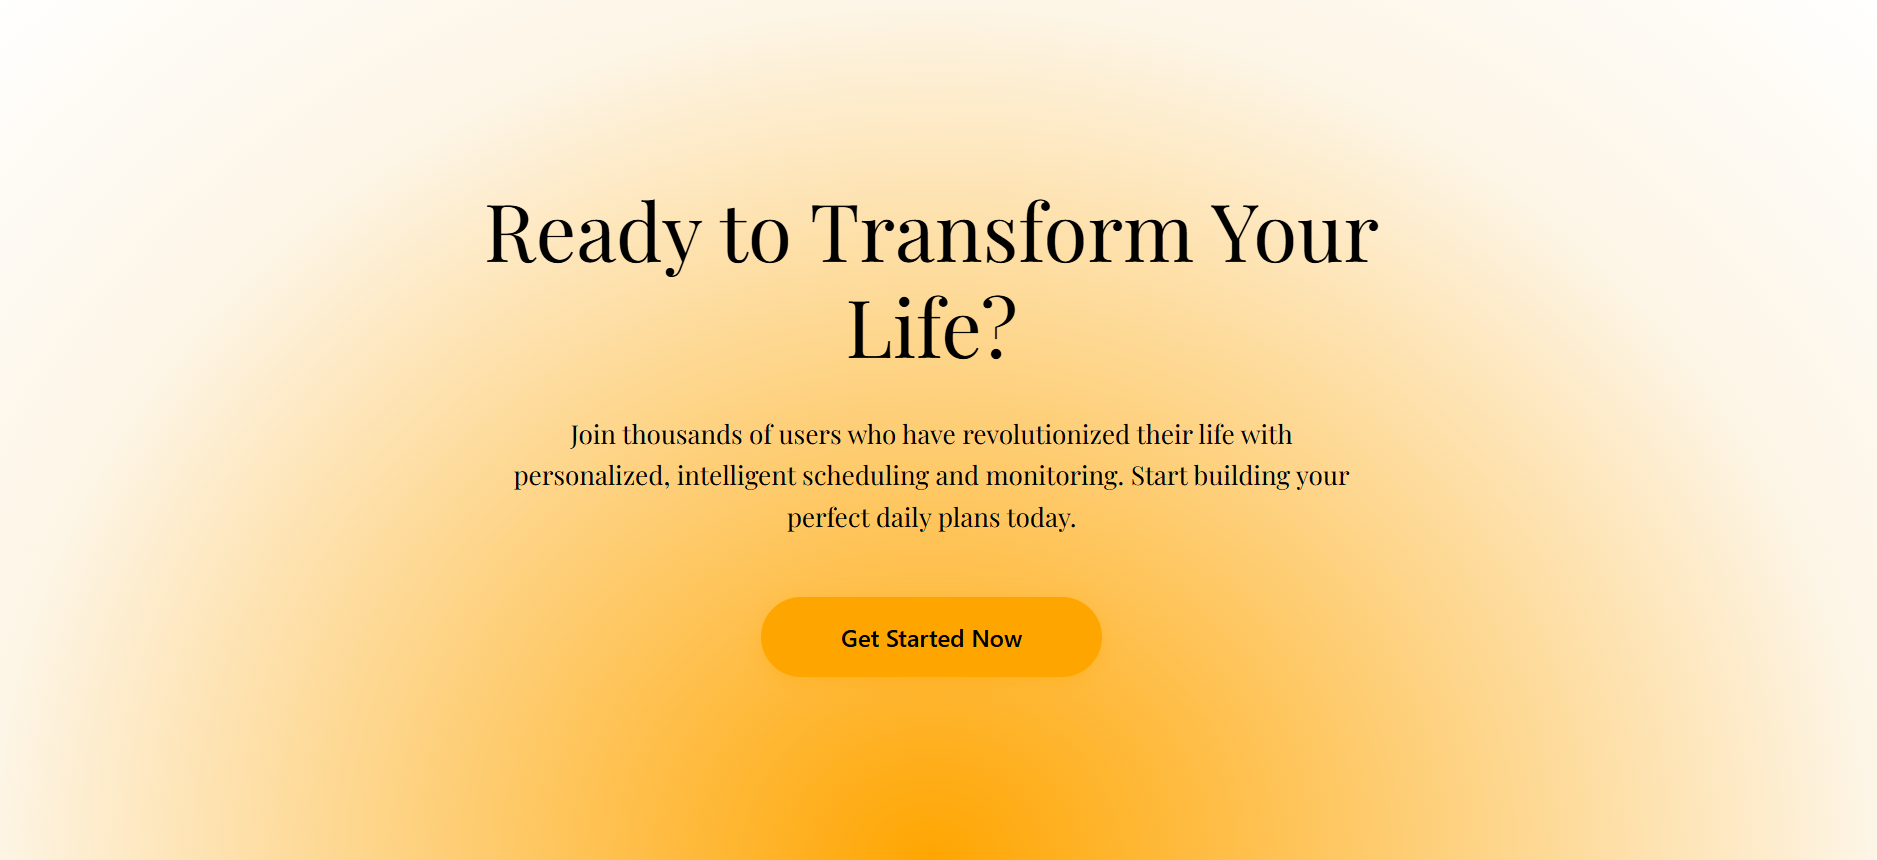 Ready to Transform Your
Life?
Join thousands of users who have revolutionized their life with
personalized, intelligent scheduling and monitoring. Start building your
perfect daily plans today.
Get Started Now